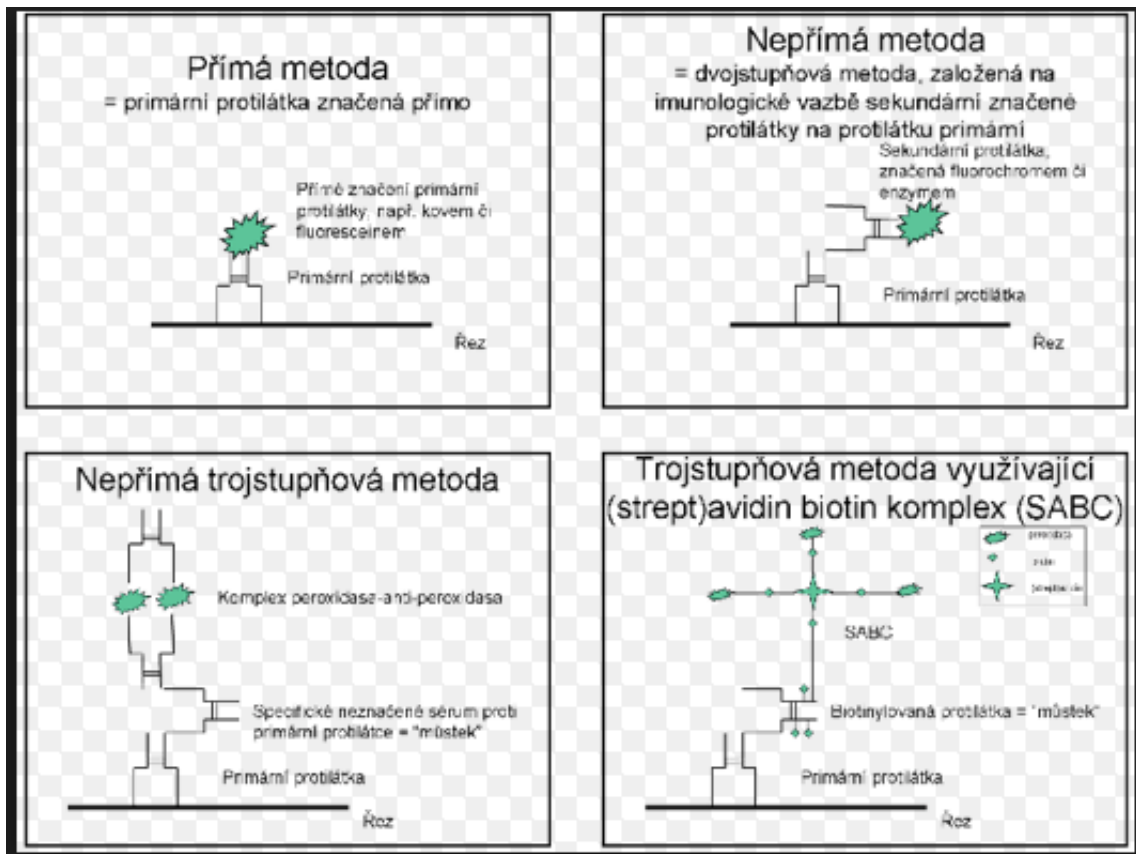 Přímá metoda
= primární protilátka značená přímo
Přímé značení primární
protilátky, např. kovem či
fluoresceinem
Primární protilátka
Řez
Nepřímá metoda
= dvojstupňová metoda, založená na
imunologické vazbě sekundární značené
protilátky na protilátku primární
Sekundární protilátka,
značená fluorochromem či
enzymem
Primární protilátka
Řez
Nepřímá trojstupňová metoda
Komplex peroxidasa-anti-peroxidasa
Specifické neznačené sérum proti
primární protilátce = "můstek"
Primární protilátka
Řez
Trojstupňová metoda využívající
(strept)avidin biotin komplex (SABC)
SABC
Biotinylovaná protilátka = "můstek"
Primární protilátka
Řez